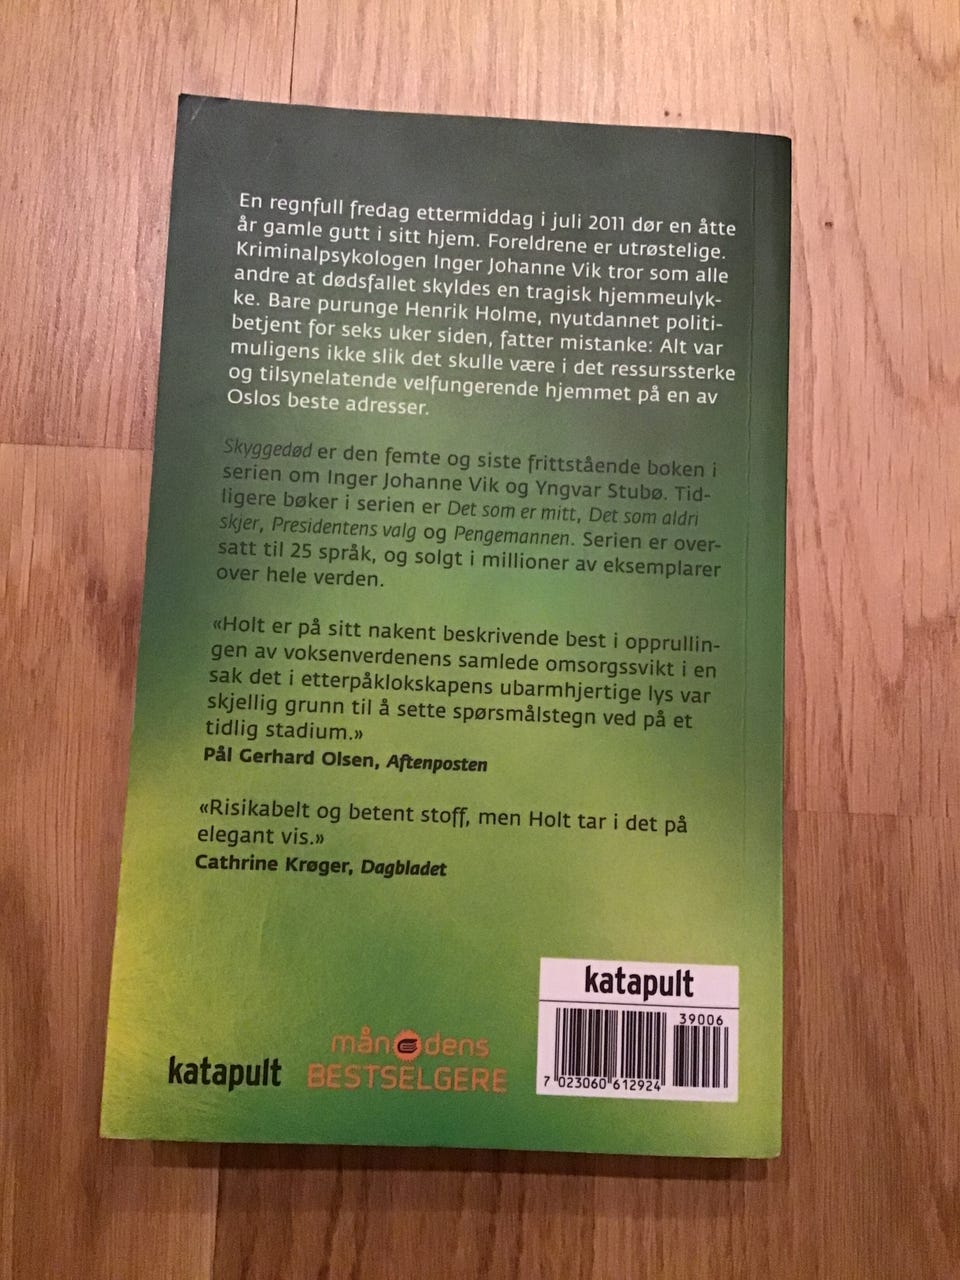 En regnfull fredag ettermiddag i juli 2011 dør en åtte
år gamle gutt i sitt hjem. Foreldrene er utrøstelige.
Kriminalpsykologen Inger Johanne Vik tror som alle
andre at dødsfallet skyldes en tragisk hjemmeulyk-
ke. Bare purunge Henrik Holme, nyutdannet politi-
betjent for seks uker siden, fatter mistanke: Alt var
muligens ikke slik det skulle være i det ressurssterke
og tilsynelatende velfungerende hjemmet på en av
Oslos beste adresser.
Skyggedød er den femte og siste frittstående boken i
serien om Inger Johanne Vik og Yngvar Stubø. Tid-
ligere bøker i serien er Det som er mitt, Det som aldri
skjer, Presidentens valg og Pengemannen. Serien er over-
satt til 25 språk, og solgt i millioner av eksemplarer
over hele verden.
«Holt er på sitt nakent beskrivende best i opprullin-
gen av voksenverdenens samlede omsorgssvikt i en
sak det i etterpåklokskapens ubarmhjertige lys var
skjellig grunn til å sette spørsmålstegn ved på et
tidlig stadium.»
Pål Gerhard Olsen, Aftenposten
«Risikabelt og betent stoff, men Holt tar i det på
elegant vis.»
Cathrine Krøger, Dagbladet
katapult
månedens
BESTSELGERE
katapult
39006
7 023060 612924